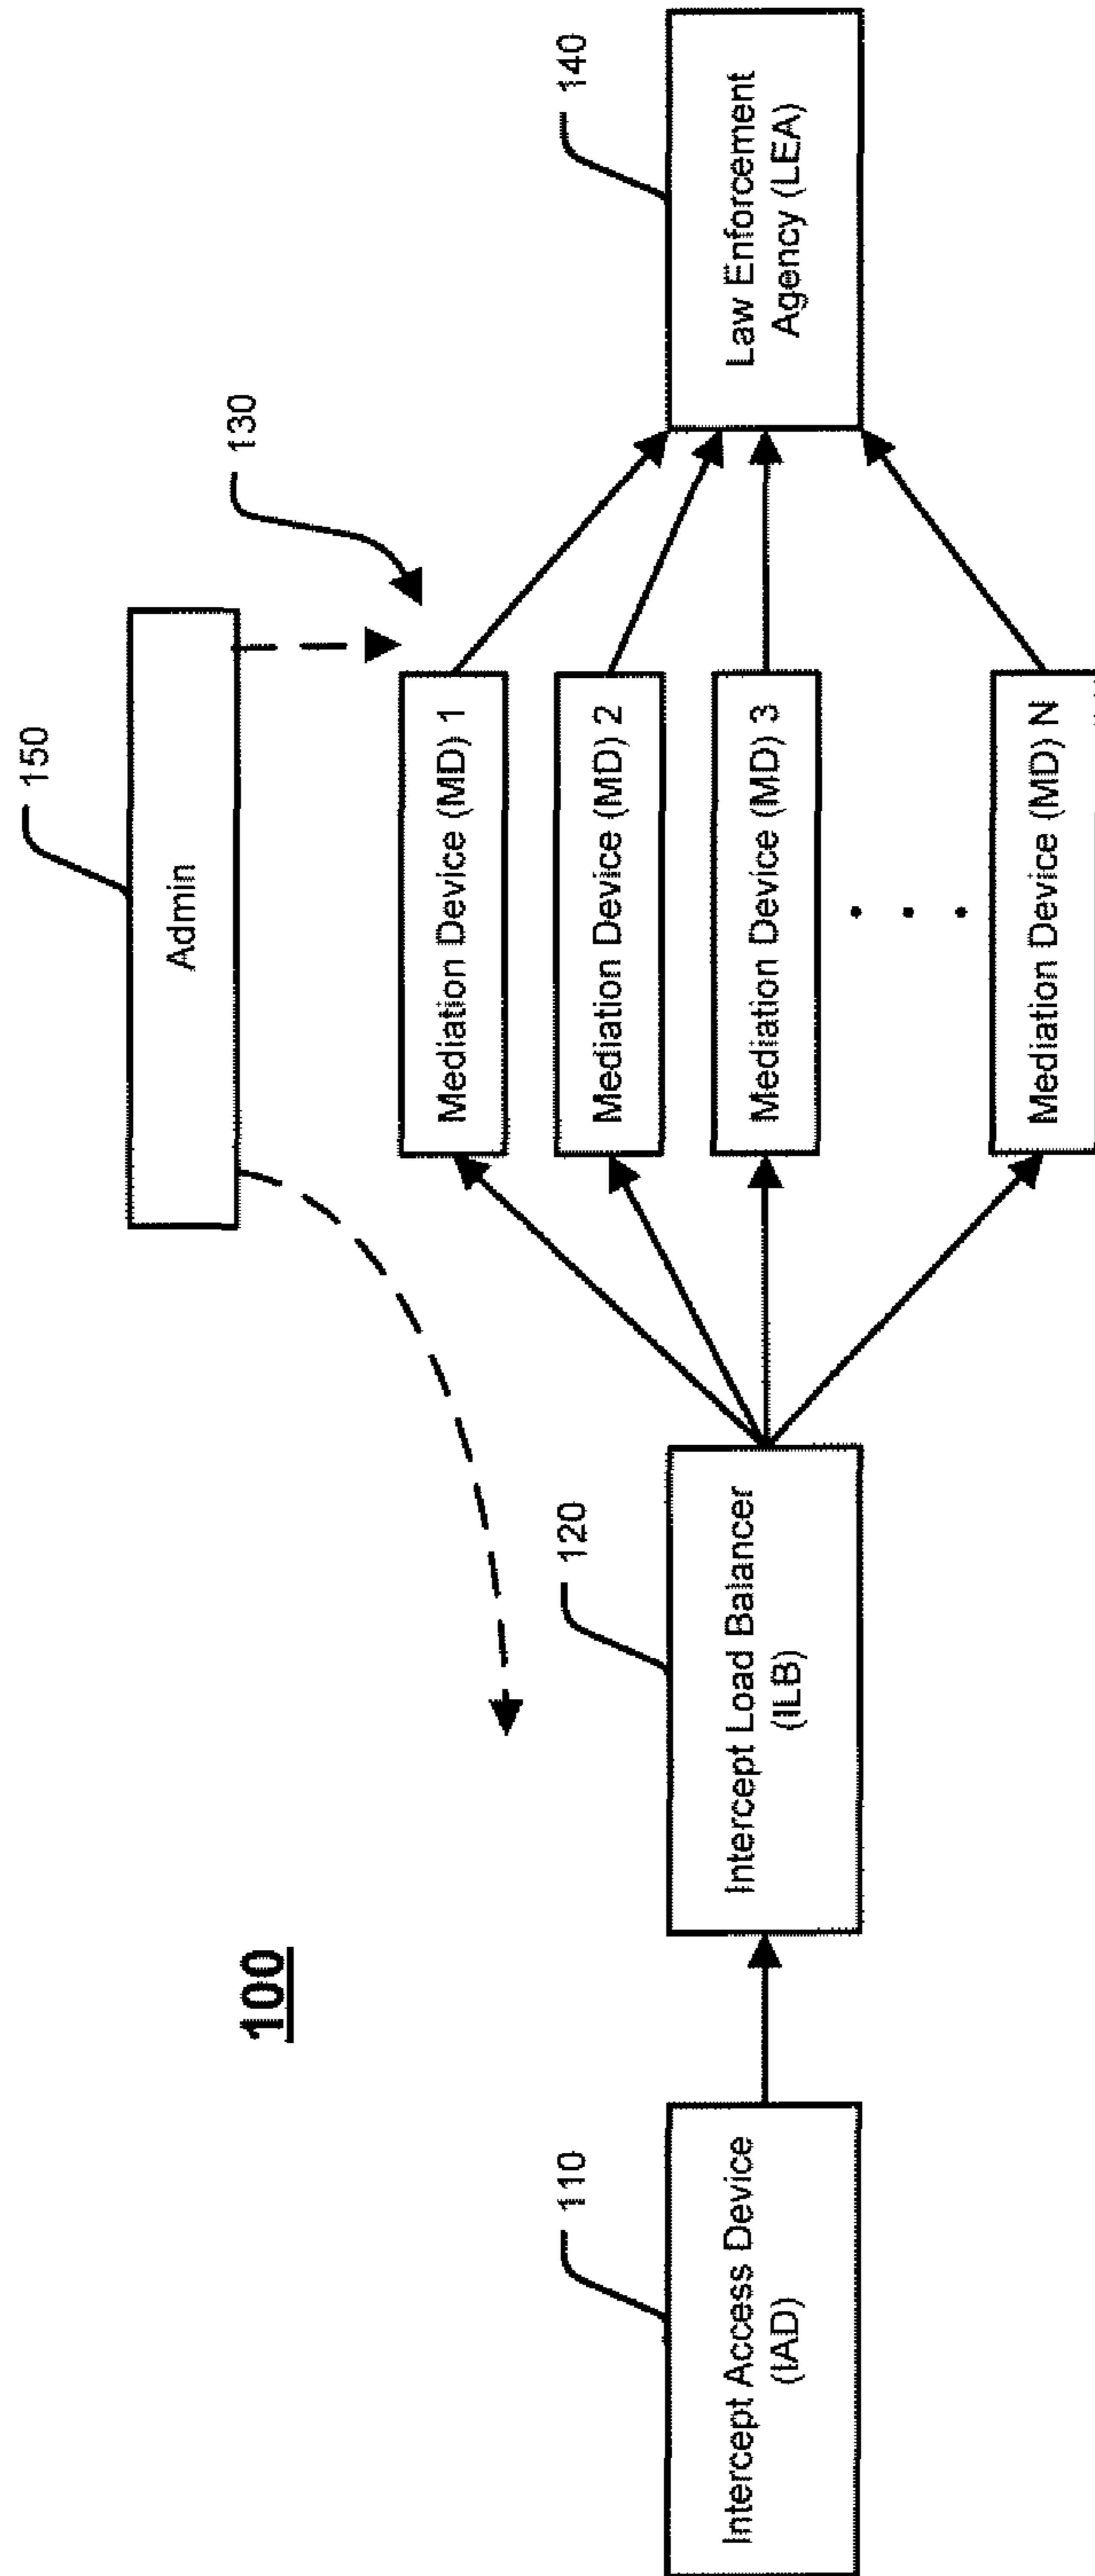 100
150
Admin
130
140
Mediation Device (MD) 1
Mediation Device (MD) 2
Mediation Device (MD) 3
Mediation Device (MD) N
110
Intercept Access Device
(IAD)
120
Intercept Load Balancer
(ILB)
Law Enforcement
Agency (LEA)